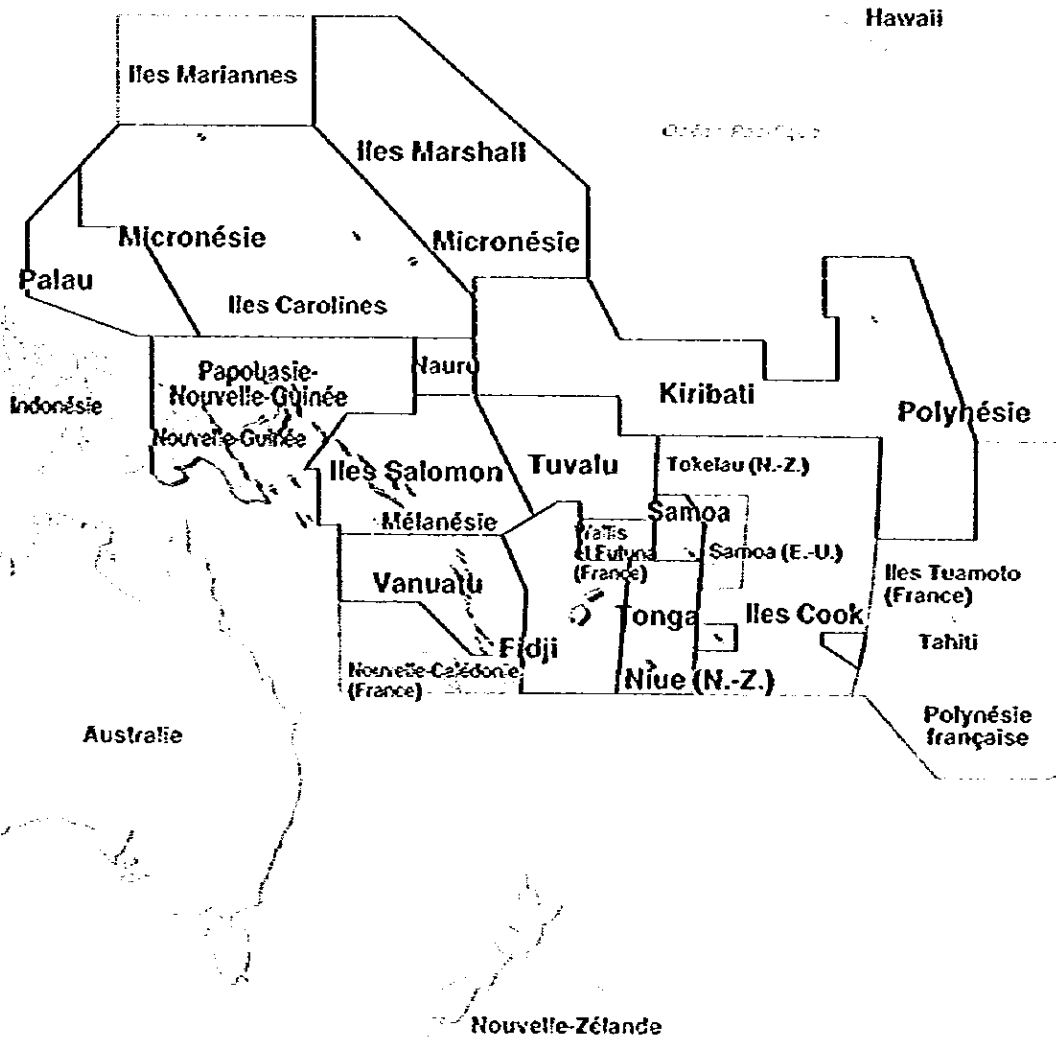 Hawaii
Iles Mariannes
Océan Pacifique
Iles Marshall
Micronésie
Micronésie
Palau
Iles Carolines
Nauru
Papouasie-
Nouvelle-Guinée
Kiribati
Indonésie
Polynésie
Nouvelle-Guinée
Iles Salomon
Tuvalu
Tokelau (N.-Z.)
Samoa
Mélanésie
Wallis
et Futuna
(France)
Samoa (E.-U.)
Vanuatu
Iles Tuamoto
(France)
Tonga
Iles Cook
Fidji
Tahiti
Nouvelle-Calédonie
(France)
Niue (N.-Z.)
Polynésie
française
Australie
Nouvelle-Zélande